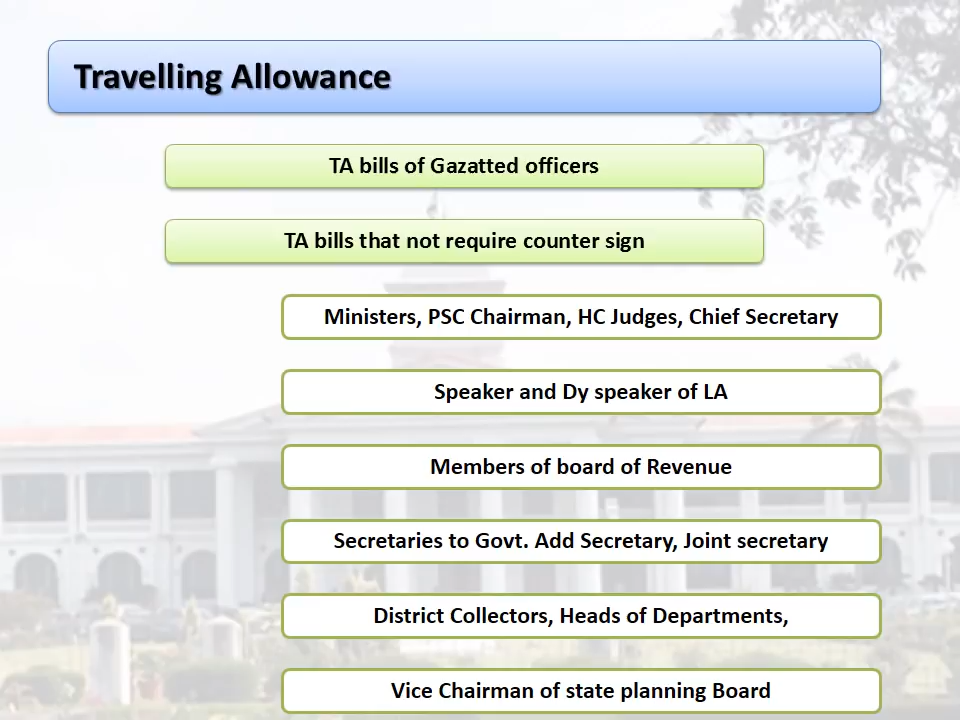 Travelling Allowance
TA bills of Gazatted officers
TA bills that not require counter sign
Ministers, PSC Chairman, HC Judges, Chief Secretary
Speaker and Dy speaker of LA
Members of board of Revenue
Secretaries to Govt. Add Secretary, Joint secretary
District Collectors, Heads of Departments,
Vice Chairman of state planning Board